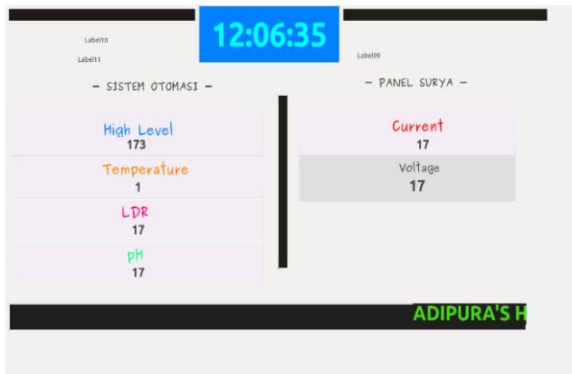 12:06:35
Label10
Label11
Label99
– SISTEM OTOMASI –
High Level
173
Temperature
1
LDR
17
pH
17
– PANEL SURYA –
Current
17
Voltage
17
ADIPURA'S H